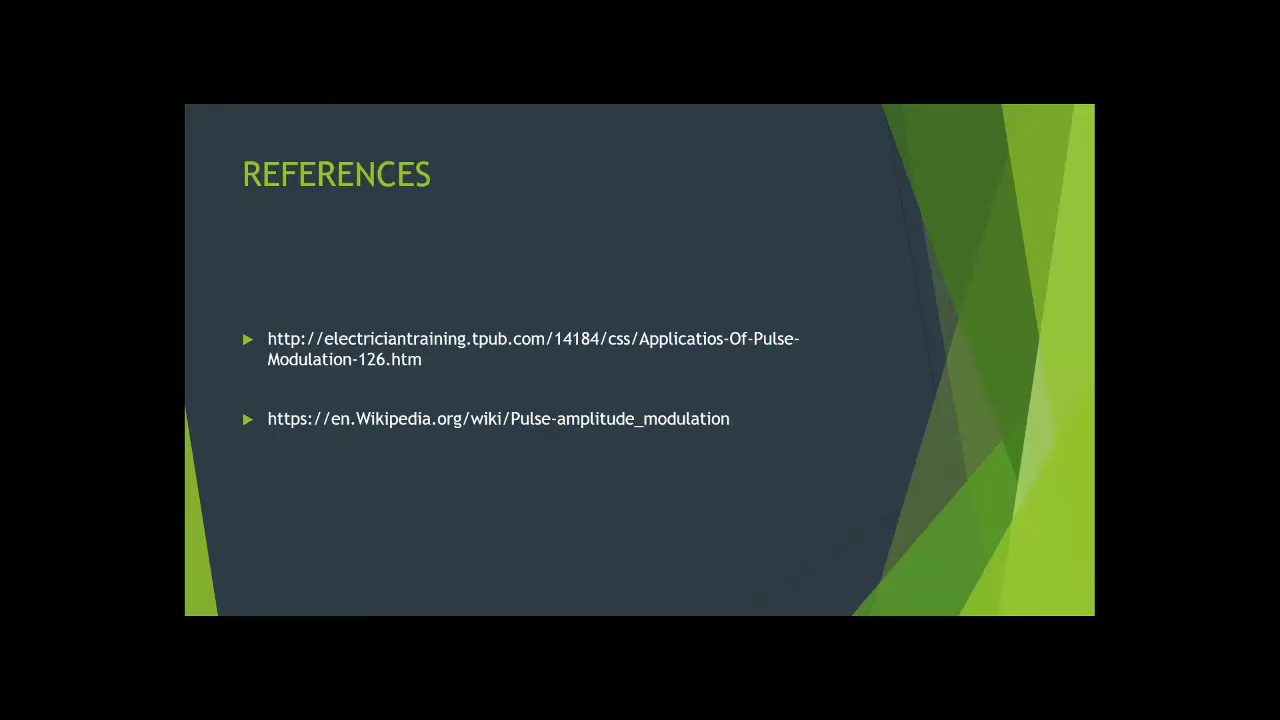 REFERENCES
http://electriciantraining.tpub.com/14184/css/Applicatios-Of-Pulse-
Modulation-126.htm
https://en.Wikipedia.org/wiki/Pulse-amplitude_modulation